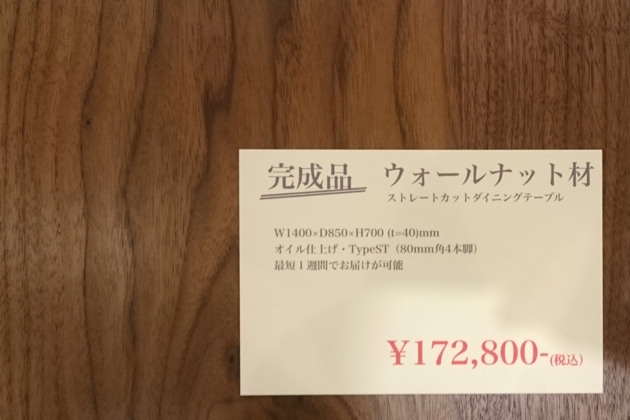 完成品 ウォールナット材
ストレートカットダイニングテーブル
W1400×D850×H700 (t=40)mm
オイル仕上げ・TypeST（80mm角4本脚）
最短1週間でお届けが可能
¥172,800-(税込)